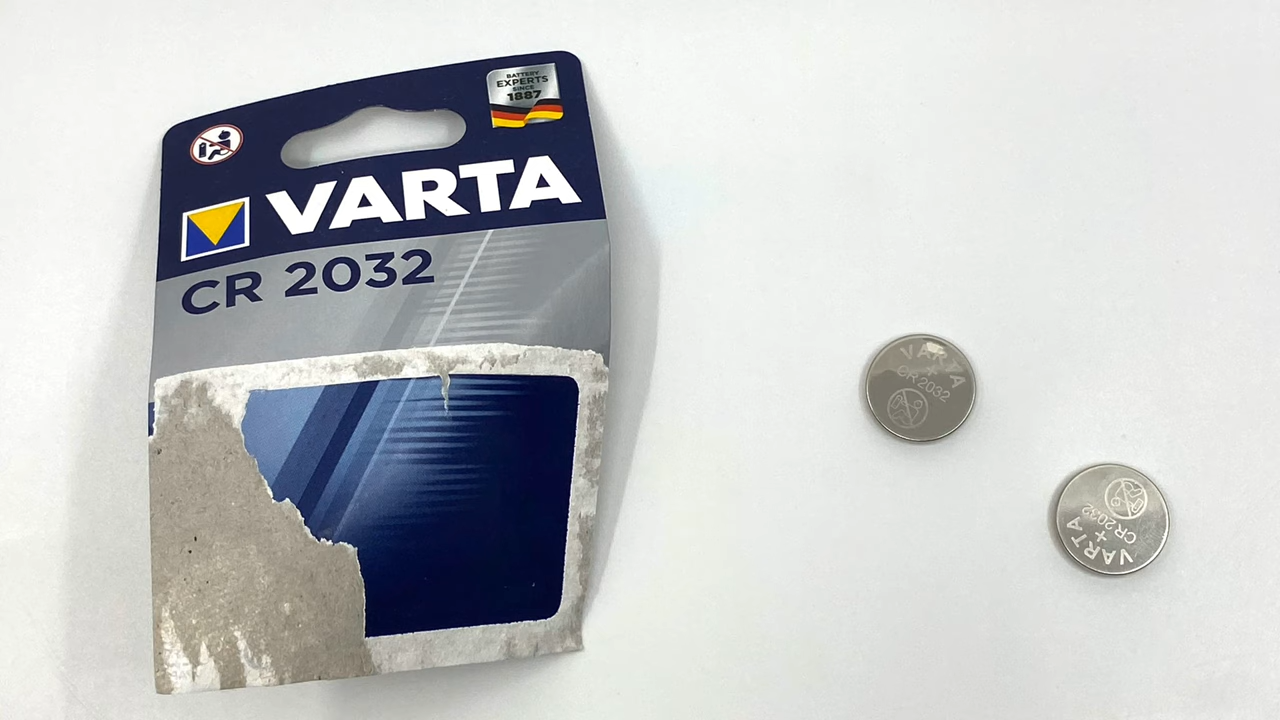 BATTERY
EXPERTS
SINCE
1887
VARTA
CR 2032
VARTA
+
CR 2032
VARTA
+
CR 2032